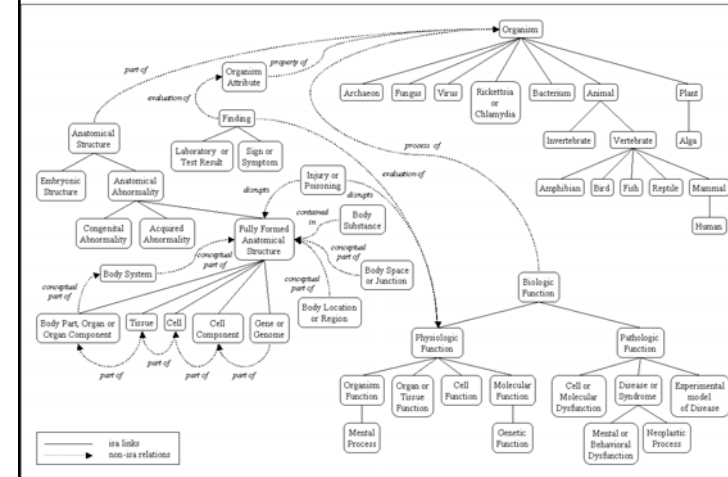 Organism
part of
property of
Organism
Attribute
evaluation of
Archaeon
Fungus
Virus
Rickettsia
or
Chlamydia
Bacterium
Animal
Plant
Finding
Anatomical
Structure
Laboratory or
Test Result
Sign or
Symptom
process of
Invertebrate
Vertebrate
Alga
evaluation of
Embryonic
Structure
Anatomical
Abnormality
Injury or
Poisoning
disrupts
disrupts
Amphibian
Bird
Fish
Reptile
Mammal
Human
Congenital
Abnormality
Acquired
Abnormality
Fully Formed
Anatomical
Structure
contained
in
Body
Substance
conceptual
part of
conceptual
part of
Body Space
or Junction
Body System
conceptual
part of
conceptual
part of
Body Location
or Region
Biologic
Function
Body Part, Organ or
Organ Component
Tissue
Cell
Cell
Component
Gene or
Genome
part of
part of
part of
part of
Physiologic
Function
Pathologic
Function
Organism
Function
Organ or
Tissue
Function
Cell
Function
Molecular
Function
Cell or
Molecular
Dysfunction
Disease or
Syndrome
Experimental
model
of Disease
Mental
Process
Genetic
Function
Mental or
Behavioral
Dysfunction
Neoplastic
Process
isa links
non-isa relations